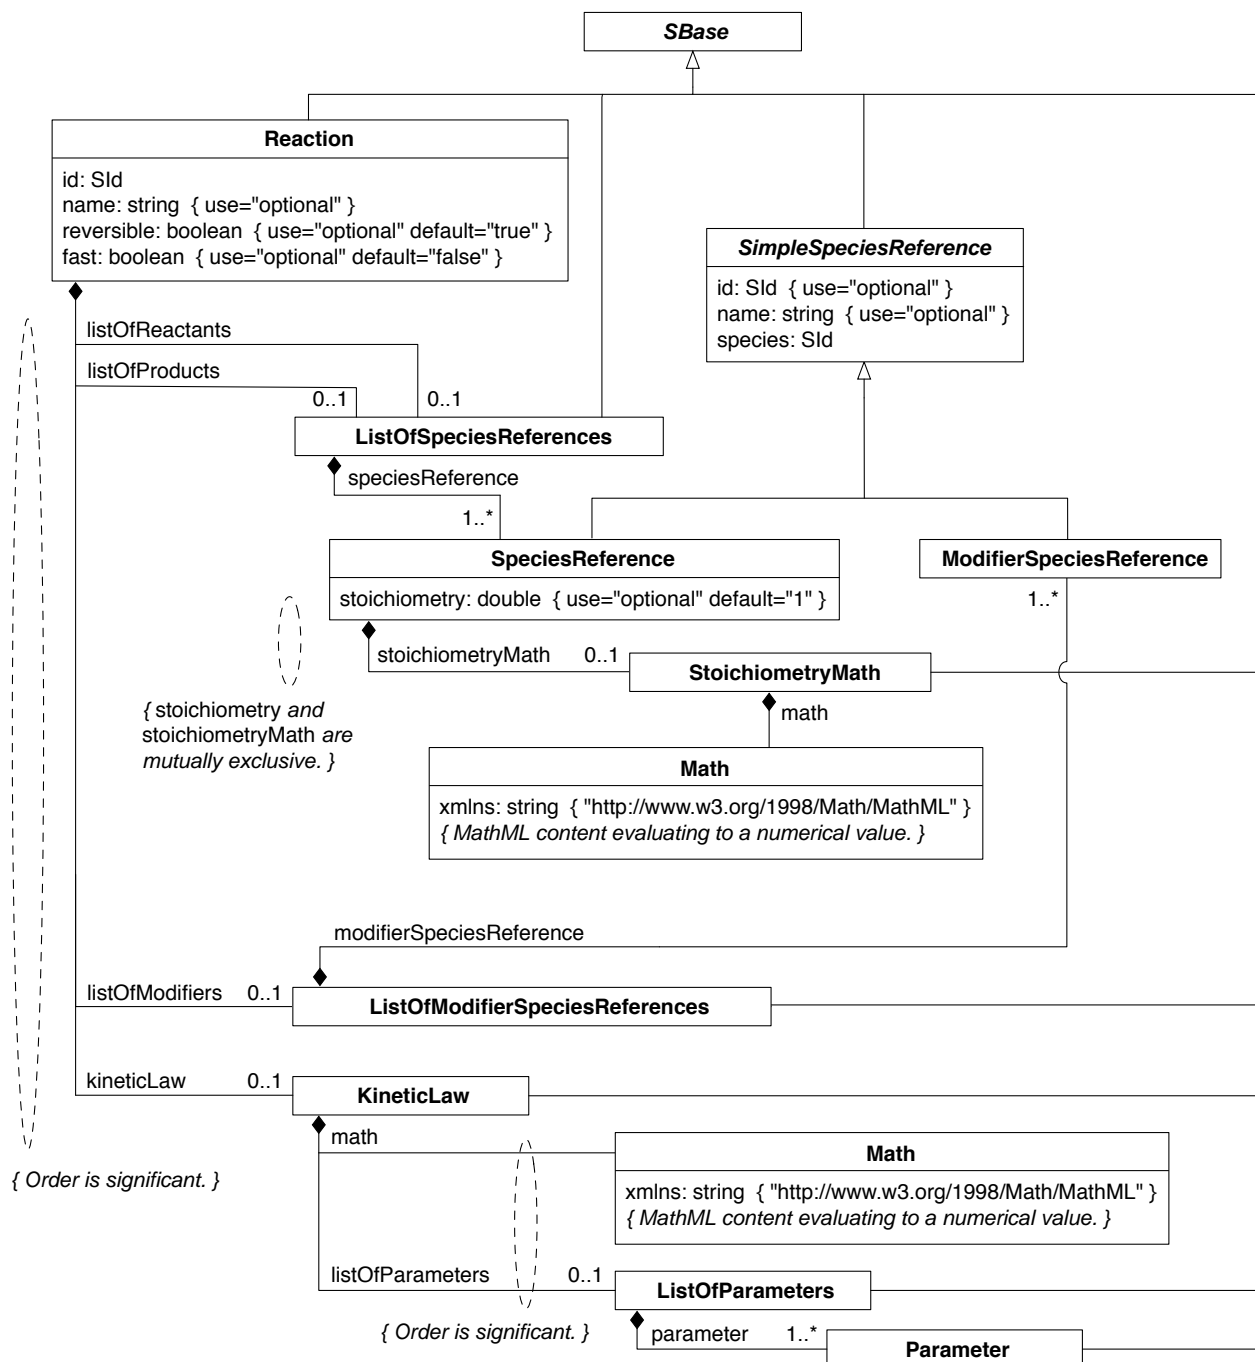 SBase
Reaction
id: SId
name: string { use="optional" }
reversible: boolean { use="optional" default="true" }
fast: boolean { use="optional" default="false" }
SimpleSpeciesReference
id: SId { use="optional" }
name: string { use="optional" }
species: SId
listOfReactants
listOfProducts
0..1
0..1
ListOfSpeciesReferences
speciesReference
1..*
SpeciesReference
stoichiometry: double { use="optional" default="1" }
ModifierSpeciesReference
1..*
stoichiometryMath
0..1
StoichiometryMath
math
{ stoichiometry and
stoichiometryMath are
mutually exclusive. }
Math
xmlns: string { "http://www.w3.org/1998/Math/MathML" }
{ MathML content evaluating to a numerical value. }
modifierSpeciesReference
listOfModifiers
0..1
ListOfModifierSpeciesReferences
kineticLaw
0..1
KineticLaw
math
{ Order is significant. }
Math
xmlns: string { "http://www.w3.org/1998/Math/MathML" }
{ MathML content evaluating to a numerical value. }
listOfParameters
0..1
ListOfParameters
{ Order is significant. }
parameter
1..*
Parameter